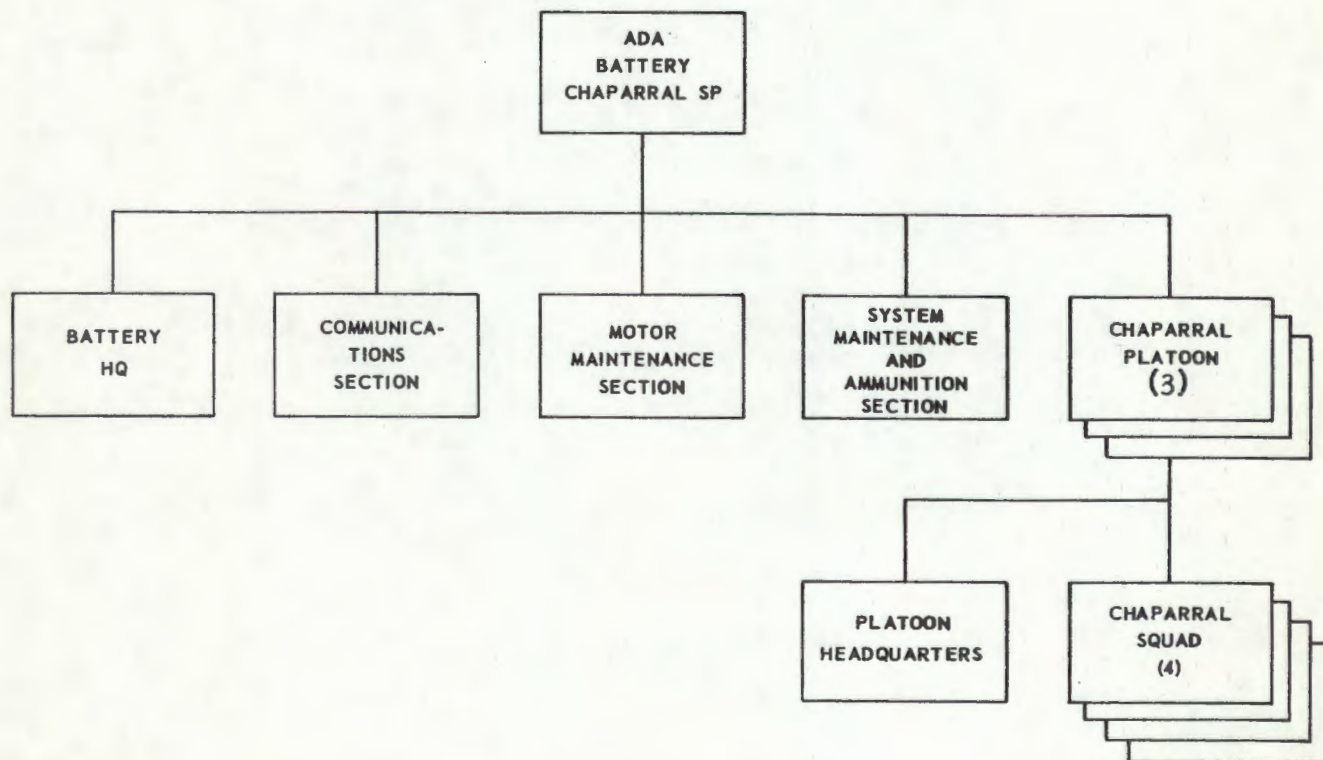 ADA
BATTERY
CHAPARRAL SP
BATTERY
HQ
COMMUNICA-
TIONS
SECTION
MOTOR
MAINTENANCE
SECTION
SYSTEM
MAINTENANCE
AND
AMMUNITION
SECTION
CHAPARRAL
PLATOON
(3)
PLATOON
HEADQUARTERS
CHAPARRAL
SQUAD
(4)